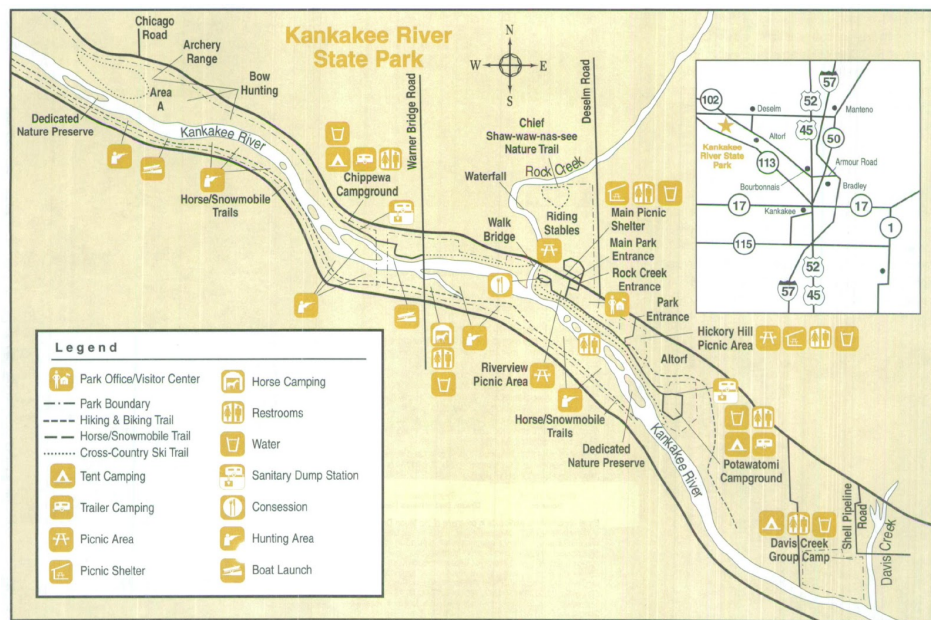 Kankakee River
State Park
Chicago
Road
Archery
Range
Bow
Hunting
Area
A
Dedicated
Nature Preserve
Kankakee River
Horse/Snowmobile
Trails
Chippewa
Campground
Warner Bridge Road
N
W E
S
Chief
Shaw-waw-nas-see
Nature Trail
Deselm Road
Rock Creek
Waterfall
Riding
Stables
Walk
Bridge
Main Picnic
Shelter
Main Park
Entrance
Rock Creek
Entrance
Park
Entrance
Hickory Hill
Picnic Area
Altorf
Riverview
Picnic Area
Horse/Snowmobile
Trails
Dedicated
Nature Preserve
Kankakee River
Potawatomi
Campground
Davis Creek
Group Camp
Shell Pipeline
Road
Davis Creek
57
102
52
45
Deselm
Manteno
Altorf
50
Kankakee
River State
Park
113
Armour Road
Bourbonnais
Bradley
17
Kankakee
17
1
115
52
57
45
Legend
Park Office/Visitor Center
Park Boundary
Hiking & Biking Trail
Horse/Snowmobile Trail
Cross-Country Ski Trail
Tent Camping
Trailer Camping
Picnic Area
Picnic Shelter
Horse Camping
Restrooms
Water
Sanitary Dump Station
Consession
Hunting Area
Boat Launch